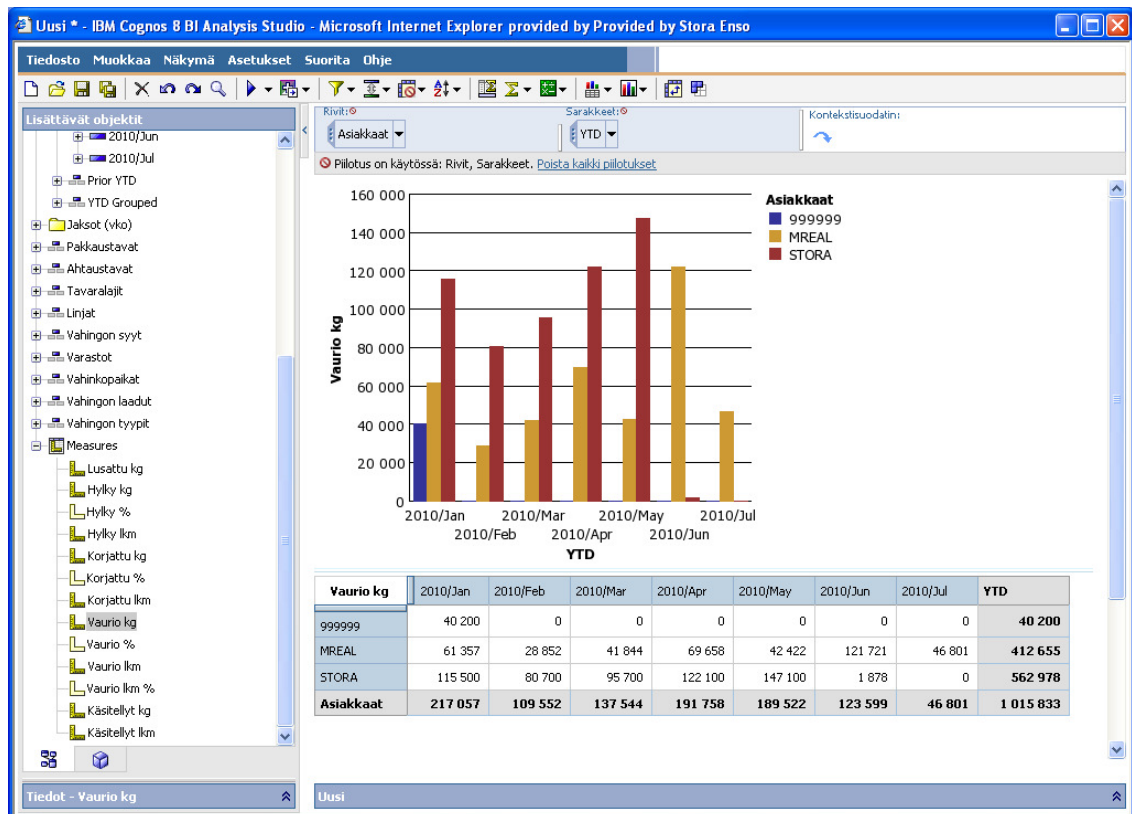 Uusi * - IBM Cognos 8 BI Analysis Studio - Microsoft Internet Explorer provided by Provided by Stora Enso
Tiedosto Muokkaa Näkymä Asetukset Suorita Ohje
Lisättävät objektit
2010/Jun
2010/Jul
Prior YTD
YTD Grouped
Jaksot (vko)
Pakkaustavat
Ahtaustavat
Tavaralajit
Linjat
Vahingon syyt
Varastot
Vahinkopaikat
Vahingon laadut
Vahingon tyypit
Measures
Lusattu kg
Hylky kg
Hylky %
Hylky lkm
Korjattu kg
Korjattu %
Korjattu lkm
Vaurio kg
Vaurio %
Vaurio lkm
Vaurio lkm %
Käsitellyt kg
Käsitellyt lkm
Tiedot - Vaurio kg
Rivit: Sarakkeet: Kontekstisuodatin:
Asiakkaat YTD
Piilotus on käytössä: Rivit, Sarakkeet. Poista kaikki piilotukset
160 000
140 000
120 000
100 000
80 000
60 000
40 000
20 000
0
Vaurio kg
2010/Jan 2010/Mar 2010/May 2010/Jul
2010/Feb 2010/Apr 2010/Jun
YTD
Asiakkaat
999999
MREAL
STORA
Vaurio kg 2010/Jan 2010/Feb 2010/Mar 2010/Apr 2010/May 2010/Jun 2010/Jul YTD
999999 40 200 0 0 0 0 0 0 40 200
MREAL 61 357 28 852 41 844 69 658 42 422 121 721 46 801 412 655
STORA 115 500 80 700 95 700 122 100 147 100 1 878 0 562 978
Asiakkaat 217 057 109 552 137 544 191 758 189 522 123 599 46 801 1 015 833
Uusi